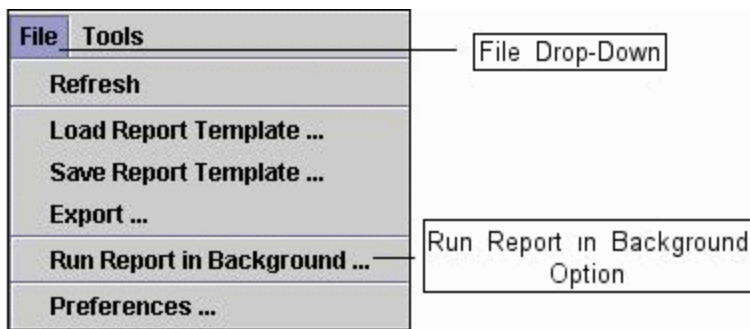 File Tools
File Drop-Down
Refresh
Load Report Template ...
Save Report Template ...
Export ...
Run Report in Background ...
Run Report in Background
Option
Preferences ...